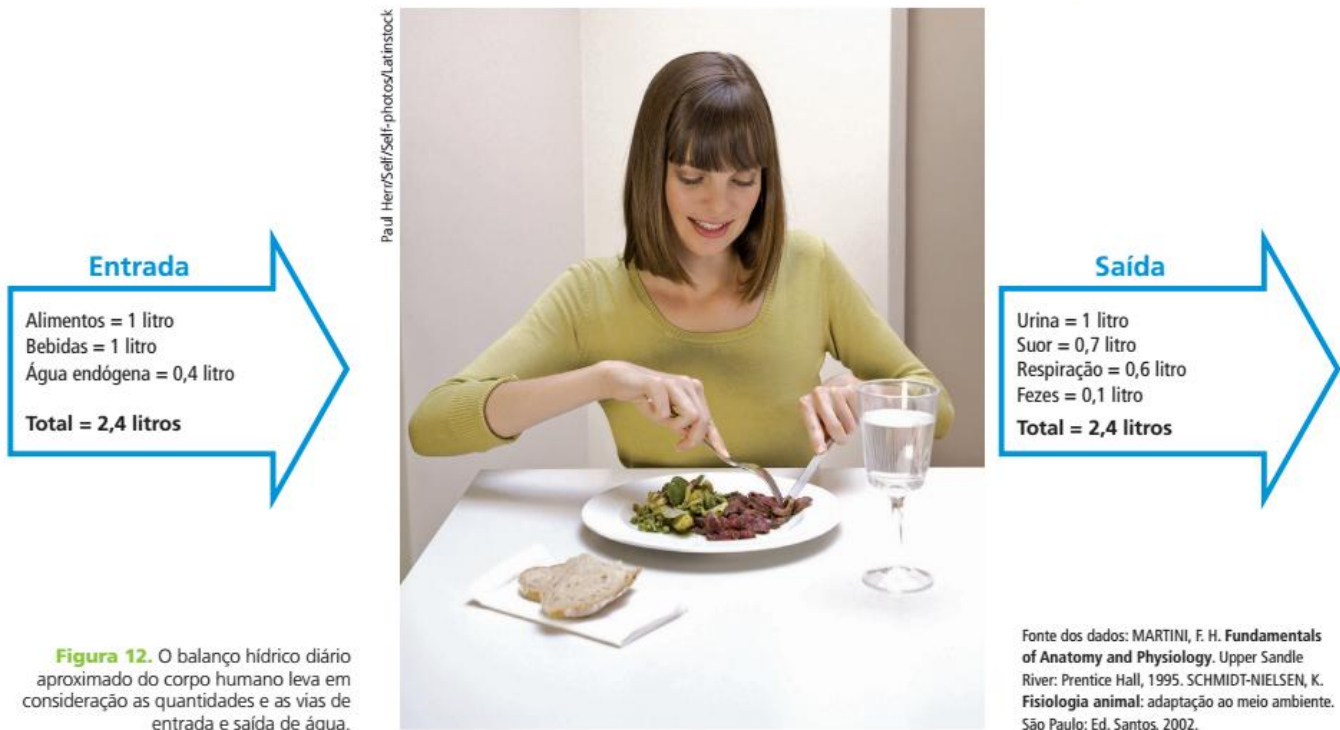 Paul Herr/Self/Self-photos/Latinstock
Entrada
Alimentos = 1 litro
Bebidas = 1 litro
Água endógena = 0,4 litro
Total = 2,4 litros
Saída
Urina = 1 litro
Suor = 0,7 litro
Respiração = 0,6 litro
Fezes = 0,1 litro
Total = 2,4 litros
Figura 12. O balanço hídrico diário
aproximado do corpo humano leva em
consideração as quantidades e as vias de
entrada e saída de água.
Fonte dos dados: MARTINI, F. H. Fundamentals
of Anatomy and Physiology. Upper Sandle
River: Prentice Hall, 1995. SCHMIDT-NIELSEN, K.
Fisiologia animal: adaptação ao meio ambiente.
São Paulo: Ed. Santos, 2002.